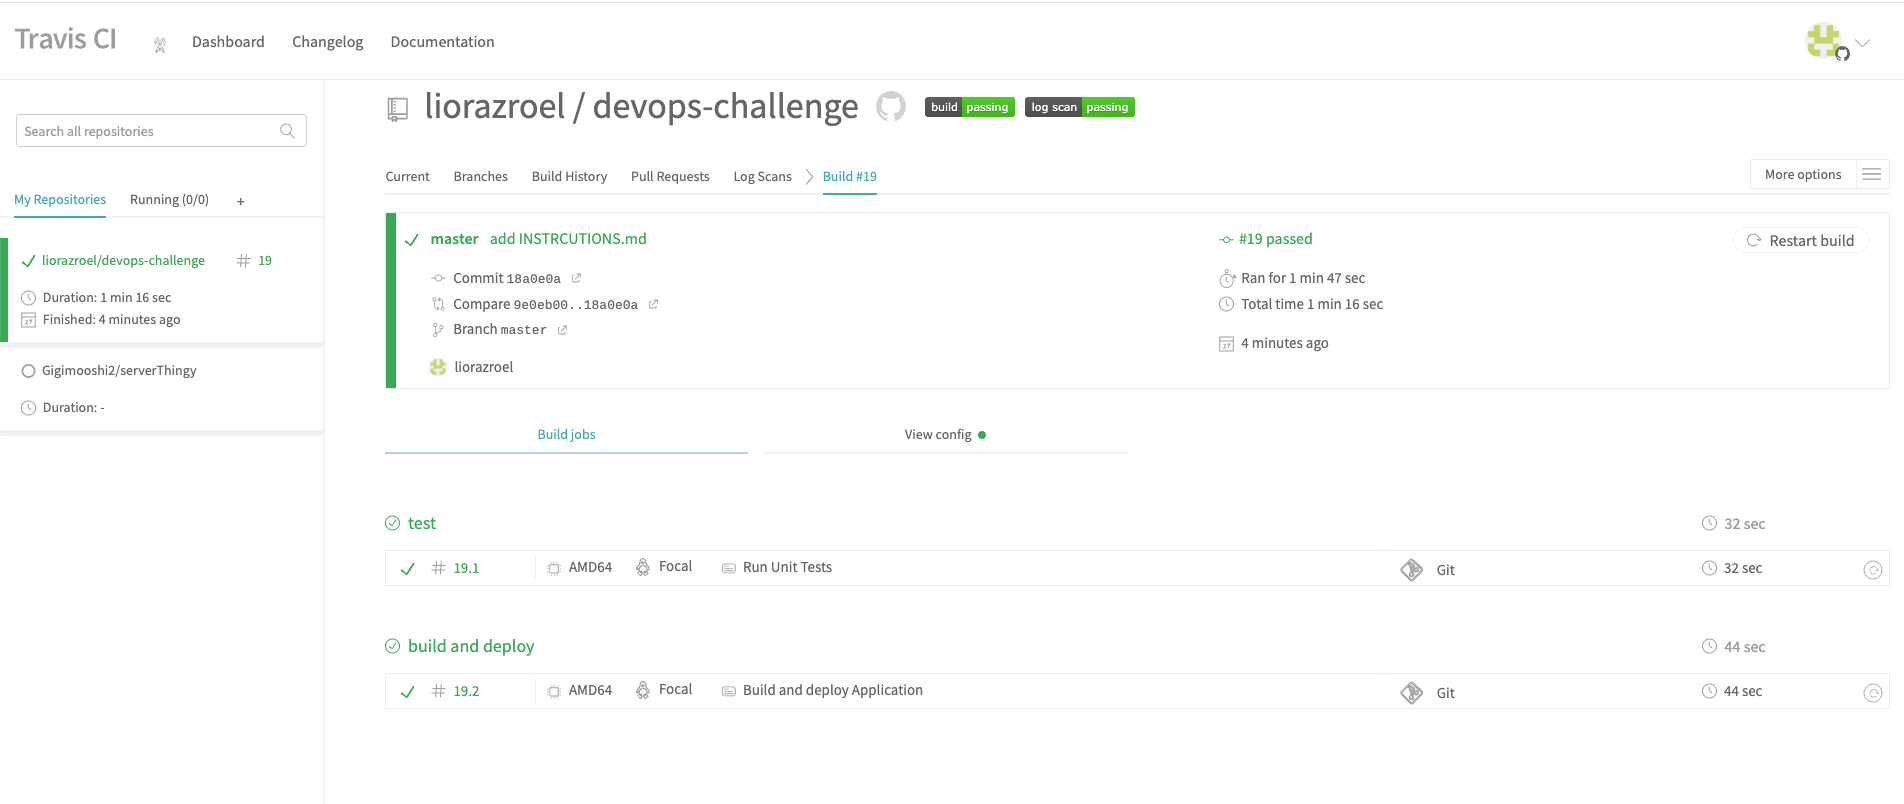 Travis CI
Dashboard Changelog Documentation
Search all repositories
My Repositories Running (0/0) +
liorazroel/devops-challenge # 19
Duration: 1 min 16 sec
27 Finished: 4 minutes ago
Gigimooshi2/serverThingy
Duration: -
liorazroel / devops-challenge build passing log scan passing
Current Branches Build History Pull Requests Log Scans Build #19
More options
master add INSTRCUTIONS.md
Commit 18a0e0a
Compare 9e0eb00..18a0e0a
Branch master
liorazroel
#19 passed
Ran for 1 min 47 sec
Total time 1 min 16 sec
27 4 minutes ago
Restart build
Build jobs View config
test 32 sec
# 19.1 AMD64 Focal Run Unit Tests Git 32 sec
build and deploy 44 sec
# 19.2 AMD64 Focal Build and deploy Application Git 44 sec